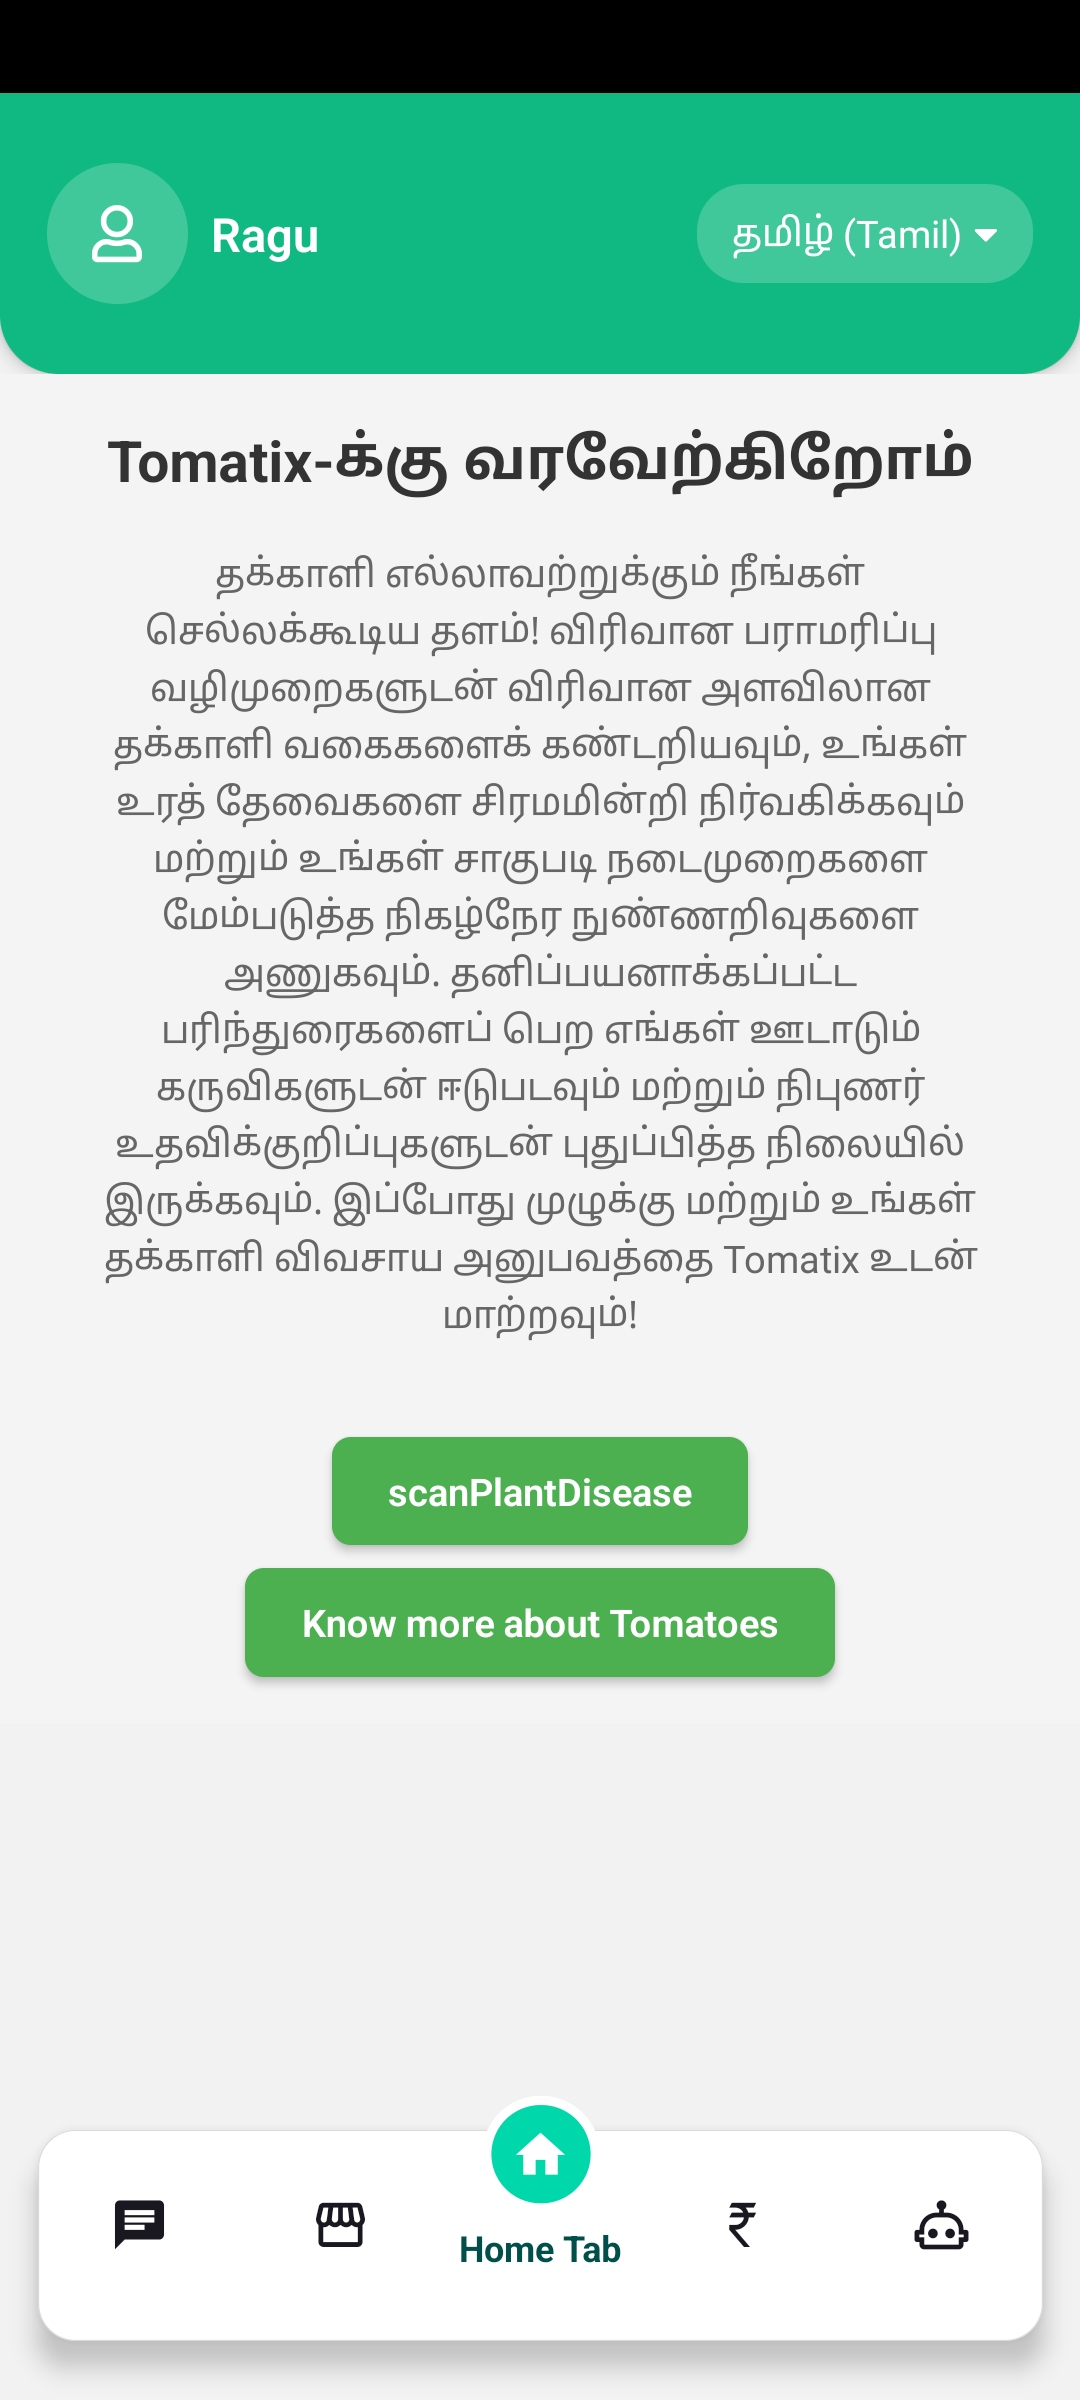 Ragu
தமிழ் (Tamil)
Tomatix-க்கு வரவேற்கிறோம்
தக்காளி எல்லாவற்றுக்கும் நீங்கள்
செல்லக்கூடிய தளம்! விரிவான பராமரிப்பு
வழிமுறைகளுடன் விரிவான அளவிலான
தக்காளி வகைகளைக் கண்டறியவும், உங்கள்
உரத் தேவைகளை சிரமமின்றி நிர்வகிக்கவும்
மற்றும் உங்கள் சாகுபடி நடைமுறைகளை
மேம்படுத்த நிகழ்நேர நுண்ணறிவுகளை
அணுகவும். தனிப்பயனாக்கப்பட்ட
பரிந்துரைகளைப் பெற எங்கள் ஊடாடும்
கருவிகளுடன் ஈடுபடவும் மற்றும் நிபுணர்
உதவிக்குறிப்புகளுடன் புதுப்பித்த நிலையில்
இருக்கவும். இப்போது முழுக்கு மற்றும் உங்கள்
தக்காளி விவசாய அனுபவத்தை Tomatix உடன்
மாற்றவும்!
scanPlantDisease
Know more about Tomatoes
₹
Home Tab